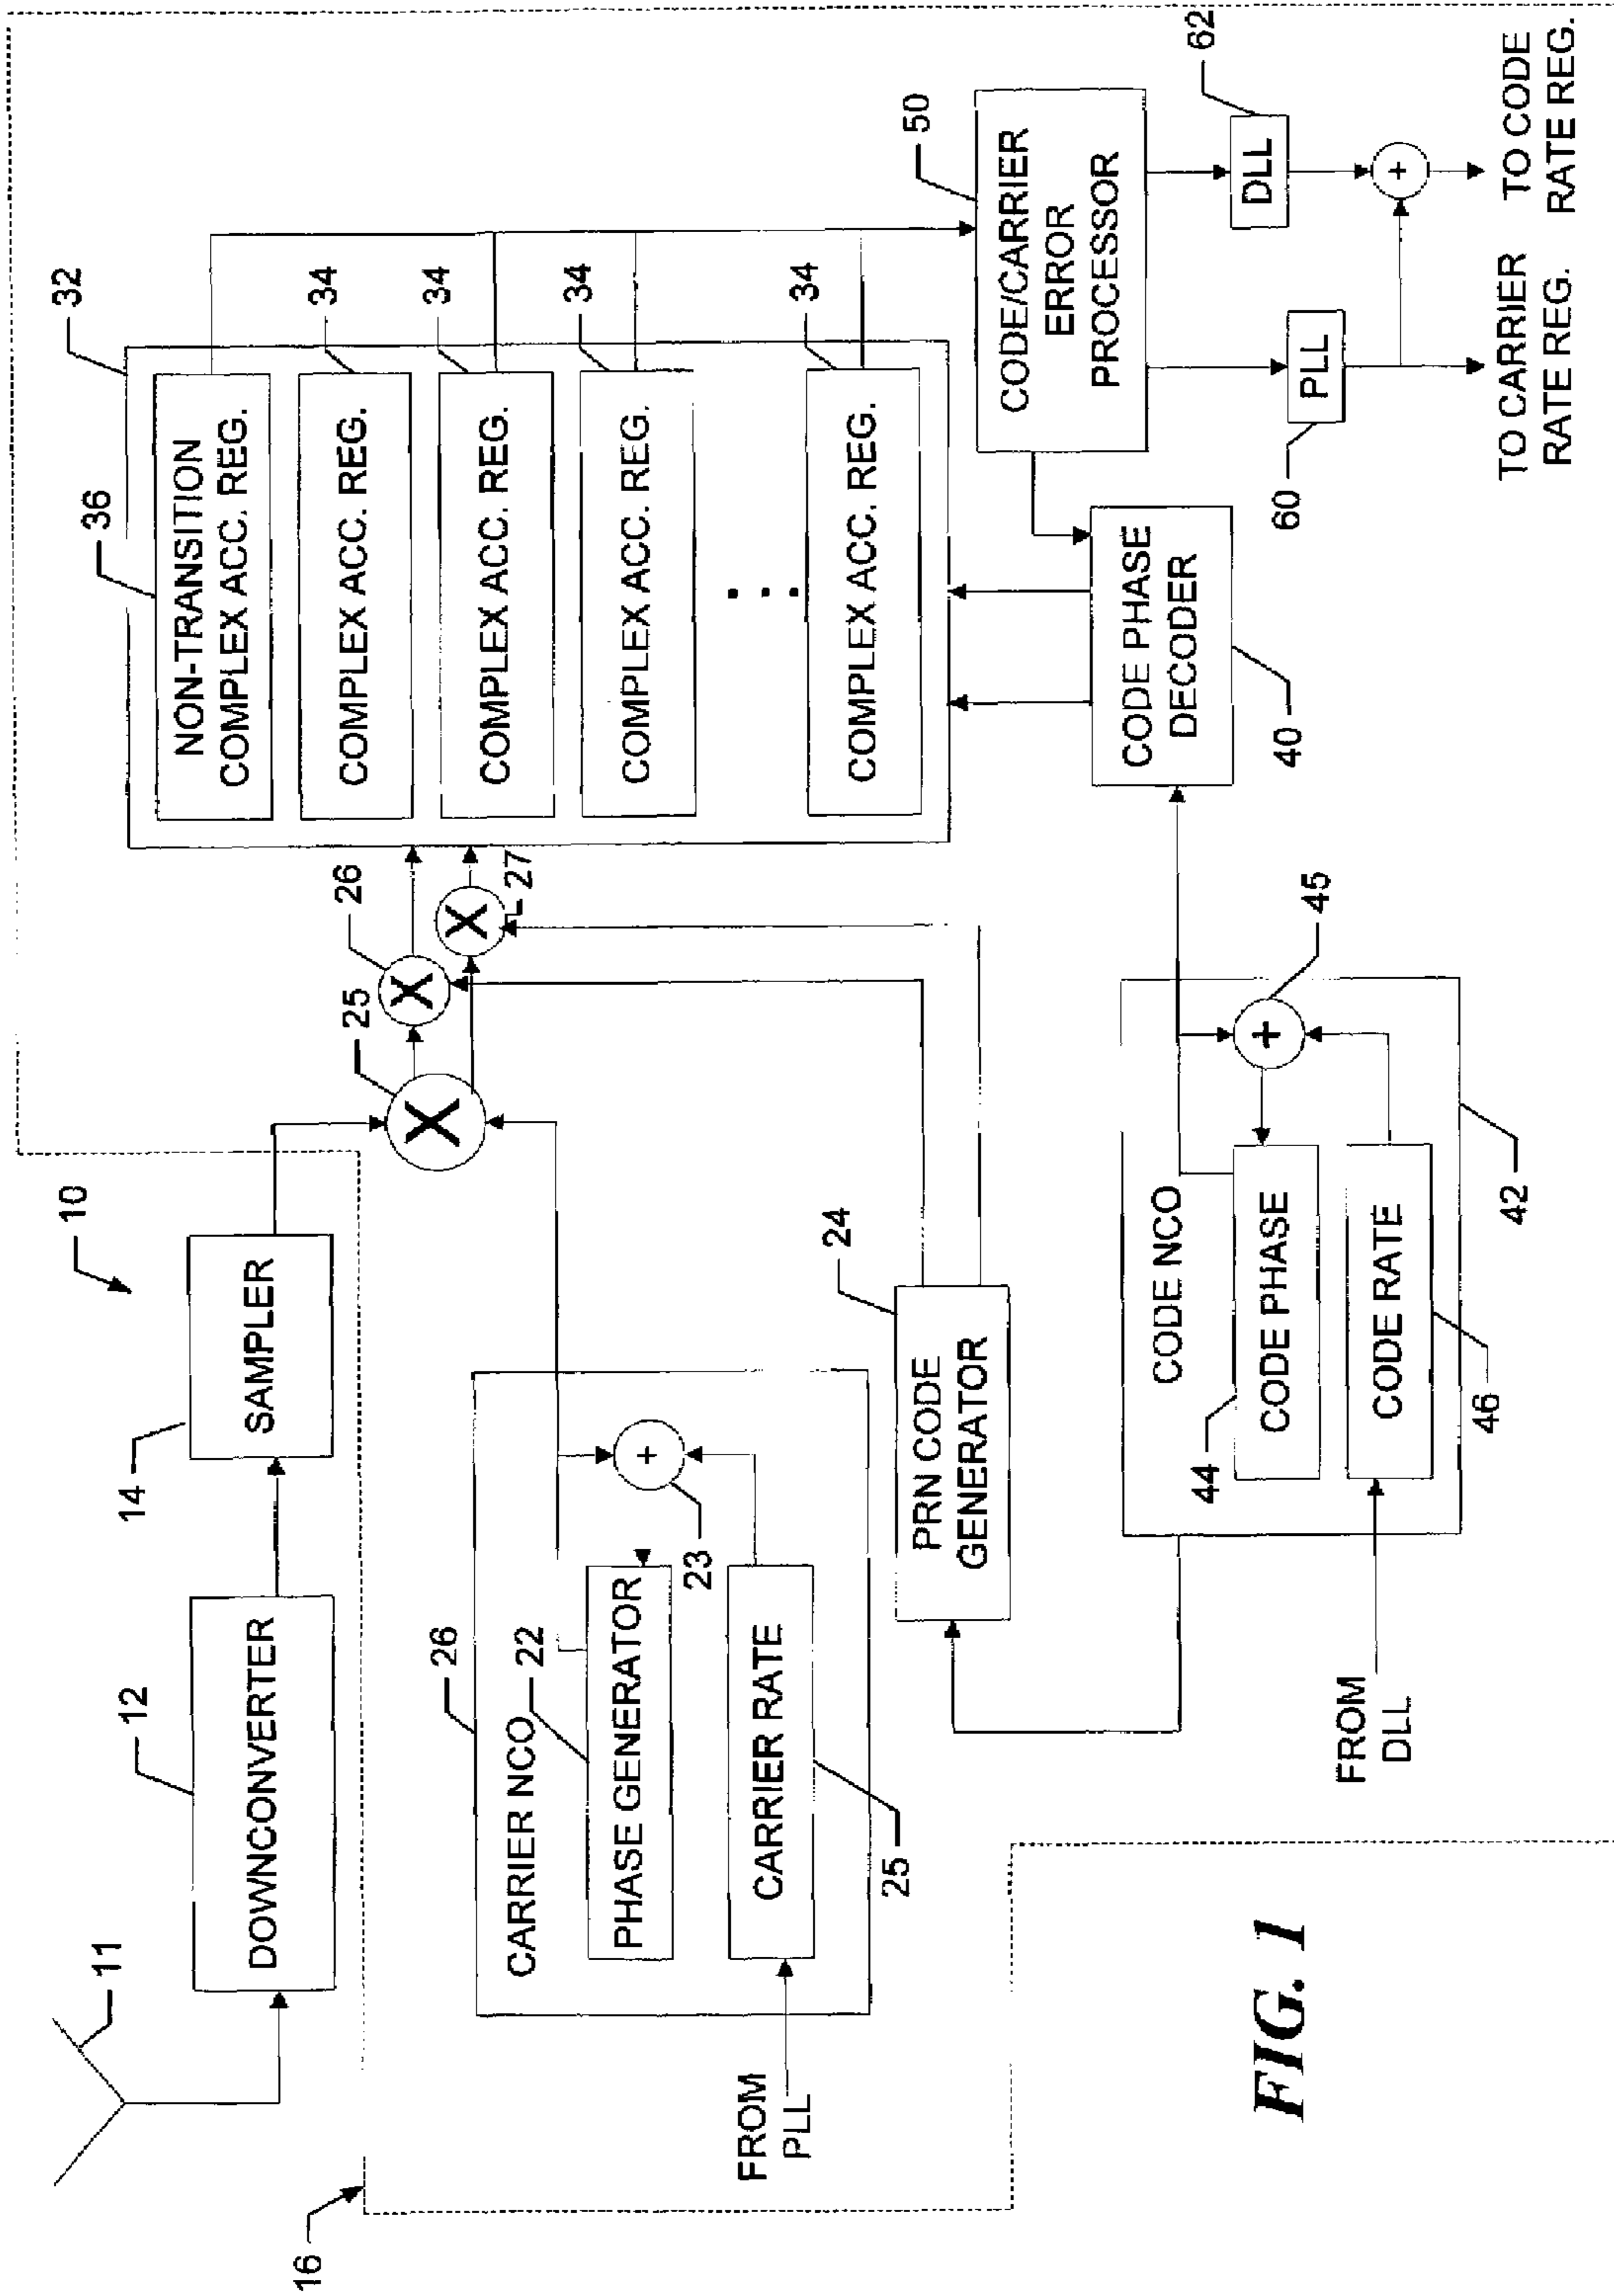 10
11
12
DOWNCONVERTER
14
SAMPLER
16
25
26
27
36
32
NON-TRANSITION
COMPLEX ACC. REG.
34
COMPLEX ACC. REG.
34
COMPLEX ACC. REG.
34
COMPLEX ACC. REG.
. . .
34
COMPLEX ACC. REG.
26
CARRIER NCO
22
PHASE GENERATOR
+
23
CARRIER RATE
25
FROM
PLL
24
PRN CODE
GENERATOR
50
CODE/CARRIER
ERROR
PROCESSOR
CODE PHASE
DECODER
40
CODE NCO
45
+
44
CODE PHASE
CODE RATE
46
42
FROM
DLL
60
PLL
62
DLL
+
TO CARRIER
RATE REG.
TO CODE
RATE REG.
FIG. 1